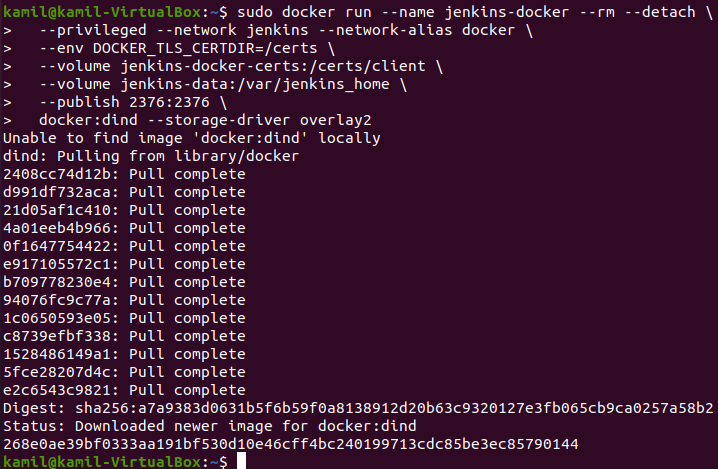 kamil@kamil-VirtualBox:~$ sudo docker run --name jenkins-docker --rm --detach \
>   --privileged --network jenkins --network-alias docker \
>   --env DOCKER_TLS_CERTDIR=/certs \
>   --volume jenkins-docker-certs:/certs/client \
>   --volume jenkins-data:/var/jenkins_home \
>   --publish 2376:2376 \
>   docker:dind --storage-driver overlay2
Unable to find image 'docker:dind' locally
dind: Pulling from library/docker
2408cc74d12b: Pull complete
d991df732aca: Pull complete
21d05af1c410: Pull complete
4a01eeb4b966: Pull complete
0f1647754422: Pull complete
e917105572c1: Pull complete
b709778230e4: Pull complete
94076fc9c77a: Pull complete
1c0650593e05: Pull complete
c8739efbf338: Pull complete
1528486149a1: Pull complete
5fce28207d4c: Pull complete
e2c6543c9821: Pull complete
Digest: sha256:a7a9383d0631b5f6b59f0a8138912d20b63c9320127e3fb065cb9ca0257a58b2
Status: Downloaded newer image for docker:dind
268e0ae39bf0333aa191bf530d10e46cff4bc240199713cdc85be3ec85790144
kamil@kamil-VirtualBox:~$